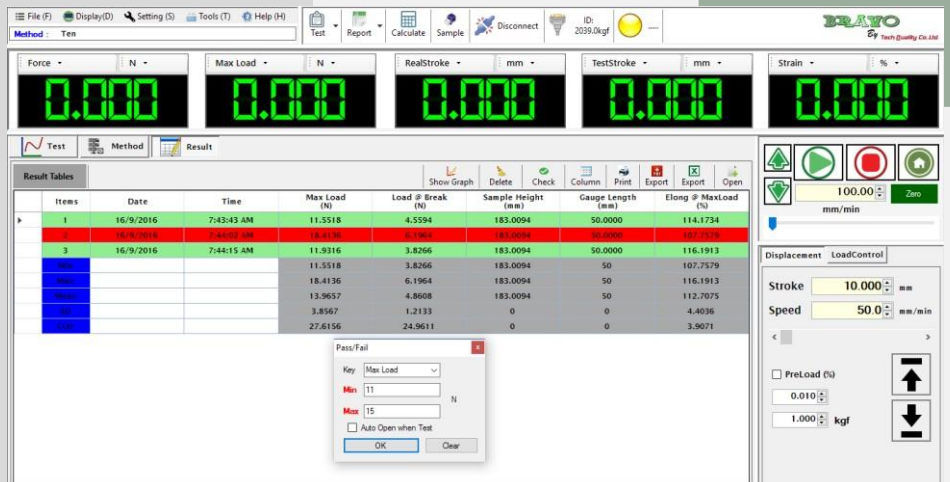 File (F) Display(D) Setting (S) Tools (T) Help (H)
Method : Ten
Test Report Calculate Sample Disconnect ID: 2039.0kgf
BRAVO
By Tech Quality Co.Ltd
Force N Max Load N RealStroke mm TestStroke mm Strain %
0.000 0.000 0.000 0.000 0.000
Test Method Result
Result Tables
Show Graph Delete Check Column Print Export Export Open
Items Date Time Max Load (N) Load @ Break (N) Sample Height (mm) Gauge Length (mm) Elong @ MaxLoad (%)
1 16/9/2016 7:43:43 AM 11.5518 4.5594 183.0094 50.0000 114.1734
2 16/9/2016 7:44:02 AM 18.4136 6.1964 183.0094 50.0000 107.7579
3 16/9/2016 7:44:15 AM 11.9316 3.8266 183.0094 50.0000 116.1913
Min 11.5518 3.8266 183.0094 50 107.7579
Max 18.4136 6.1964 183.0094 50 116.1913
Mean 13.9657 4.8608 183.0094 50 112.7075
SD 3.8567 1.2133 0 0 4.4036
27.6156 24.9611 0 0 3.9071
Pass/Fail
Key Max Load
Min 11
N
Max 15
Auto Open when Test
OK Clear
100.00 Zero
mm/min
Displacement LoadControl
Stroke 10.000 mm
Speed 50.0 mm/min
PreLoad (%)
0.010
1.000 kgf